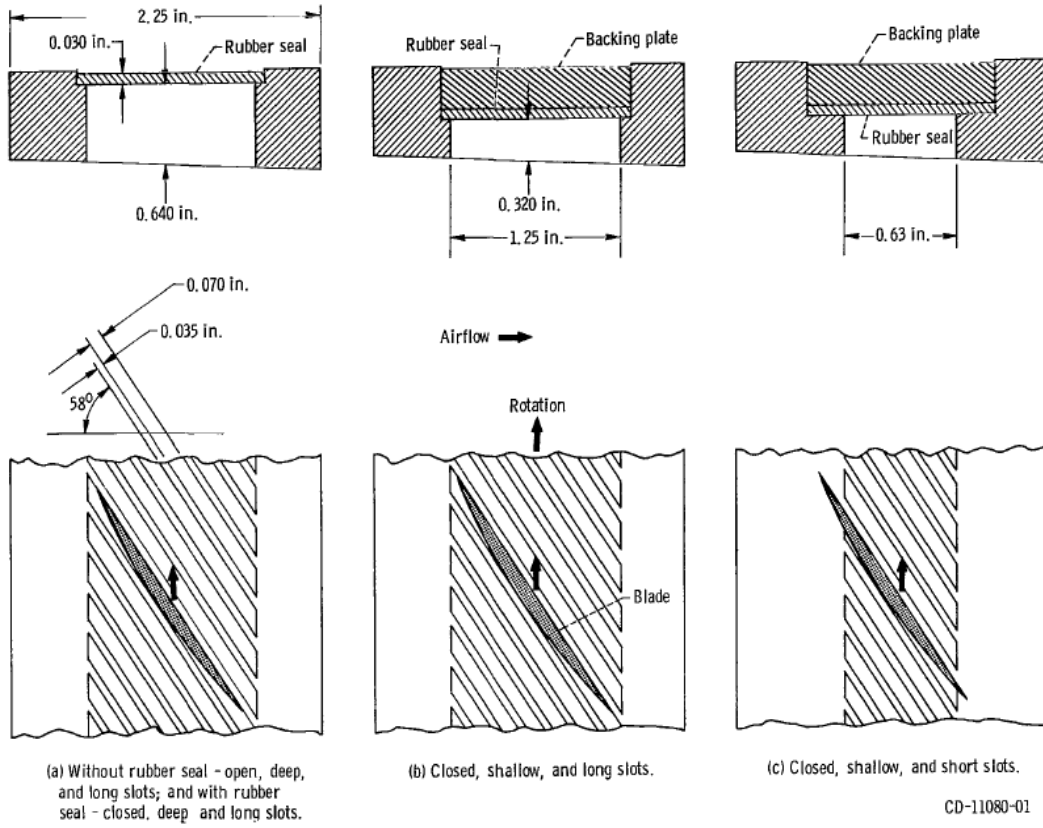 2.25 in.
0.030 in.
Rubber seal
0.640 in.
Rubber seal
Backing plate
0.320 in.
1.25 in.
Backing plate
Rubber seal
0.63 in.
0.070 in.
0.035 in.
58°
Airflow
Rotation
Blade
(a) Without rubber seal - open, deep,
and long slots; and with rubber
seal - closed, deep and long slots.
(b) Closed, shallow, and long slots.
(c) Closed, shallow, and short slots.
CD-11080-01